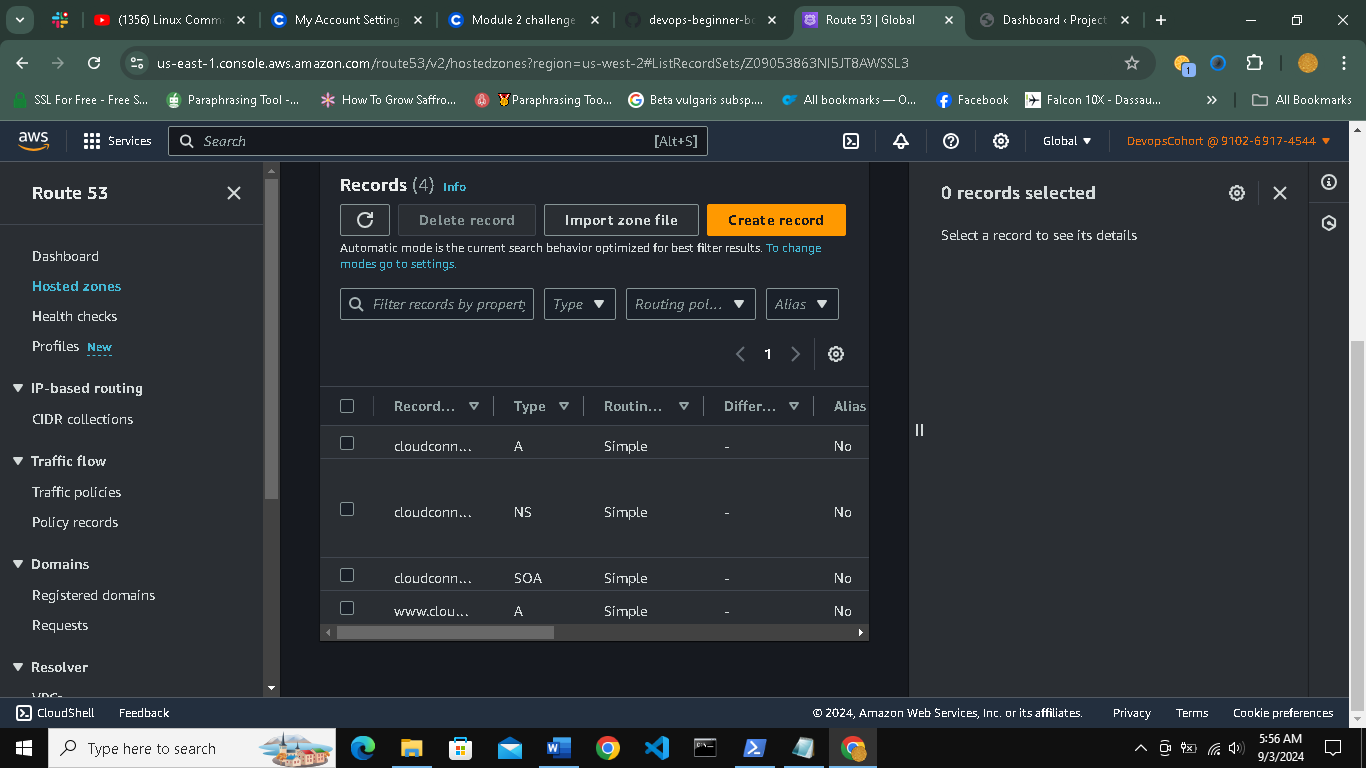 (1356) Linux Comm
My Account Setting
Module 2 challenge
devops-beginner-bo
Route 53 | Global
Dashboard ‹ Project
us-east-1.console.aws.amazon.com/route53/v2/hostedzones?region=us-west-2#ListRecordSets/Z09053863NI5JT8AWSSL3
1
SSL For Free - Free S...
Paraphrasing Tool -...
How To Grow Saffro...
Paraphrasing Too...
Beta vulgaris subsp....
All bookmarks — O...
Facebook
Falcon 10X - Dassau...
All Bookmarks
aws
Services
Search
[Alt+S]
Global
DevopsCohort @ 9102-6917-4544
Route 53
Dashboard
Hosted zones
Health checks
Profiles New
IP-based routing
CIDR collections
Traffic flow
Traffic policies
Policy records
Domains
Registered domains
Requests
Resolver
VPCs
Records (4) Info
Delete record
Import zone file
Create record
Automatic mode is the current search behavior optimized for best filter results. To change
modes go to settings.
Filter records by property
Type
Routing pol...
Alias
1
Record... Type Routin... Differ... Alias
cloudconn... A Simple - No
cloudconn... NS Simple - No
cloudconn... SOA Simple - No
www.clou... A Simple - No
0 records selected
Select a record to see its details
CloudShell
Feedback
© 2024, Amazon Web Services, Inc. or its affiliates.
Privacy
Terms
Cookie preferences
Type here to search
5:56 AM
9/3/2024